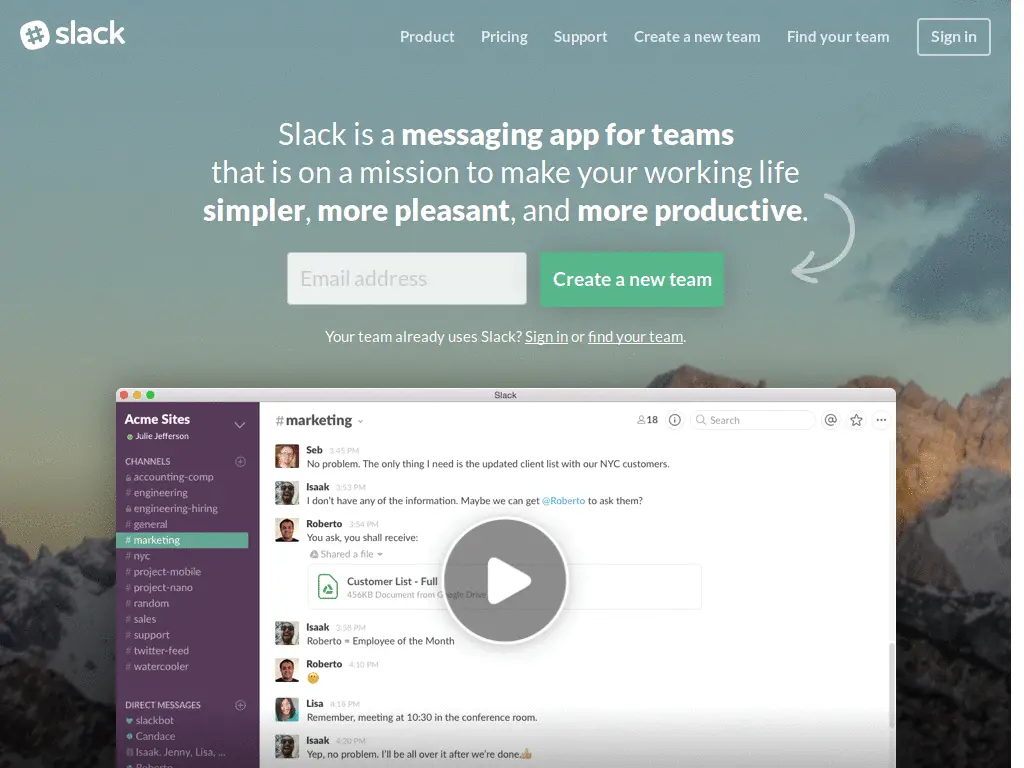 slack
Product Pricing Support Create a new team Find your team Sign in
Slack is a messaging app for teams
that is on a mission to make your working life
simpler, more pleasant, and more productive.
Email address
Create a new team
Your team already uses Slack? Sign in or find your team.
Slack
Acme Sites
Julie Jefferson
CHANNELS
accounting-comp
# engineering
engineering-hiring
# general
# marketing
# nyc
# project-mobile
# project-nano
# random
# sales
# support
# twitter-feed
# watercooler
DIRECT MESSAGES
slackbot
Candace
Isaak, Jenny, Lisa, ...
Roberto
#marketing
18
Search
@
Seb 3:45 PM
No problem. The only thing I need is the updated client list with our NYC customers.
Isaak 3:53 PM
I don't have any of the information. Maybe we can get @Roberto to ask them?
Roberto 3:54 PM
You ask, you shall receive:
Shared a file
Customer List - Full
456KB Document from Google Drive
Isaak 3:58 PM
Roberto = Employee of the Month
Roberto 4:10 PM
Lisa 4:18 PM
Remember, meeting at 10:30 in the conference room.
Isaak 4:20 PM
Yep, no problem. I'll be all over it after we're done.👍